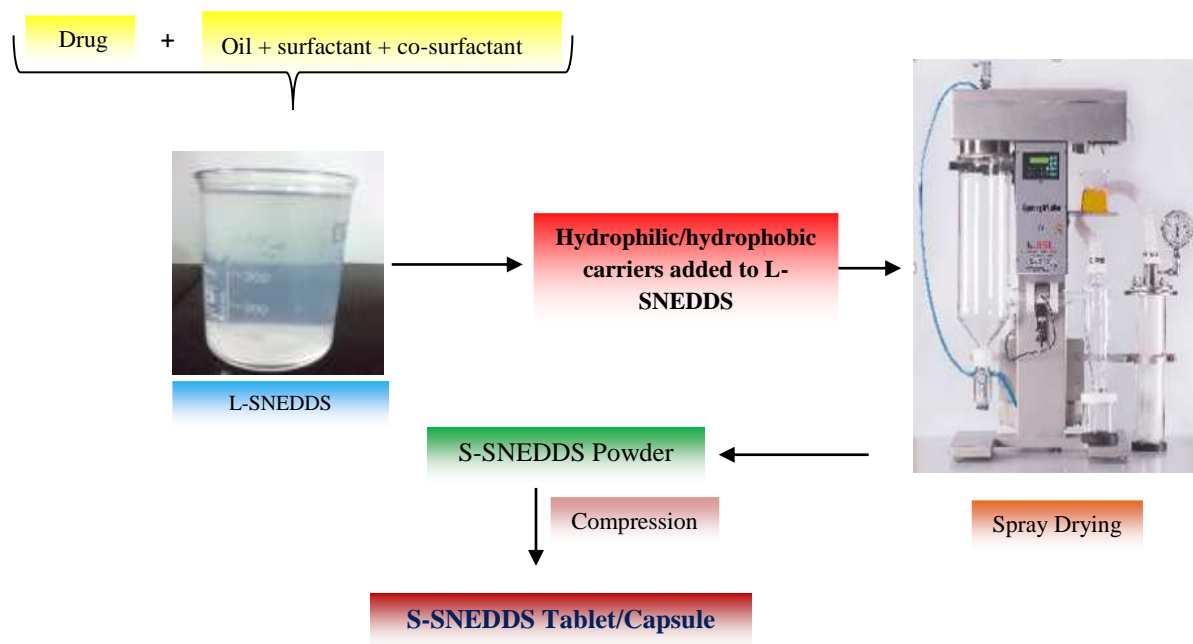 Drug + Oil + surfactant + co-surfactant
L-SNEDDS
Hydrophilic/hydrophobic
carriers added to L-
SNEDDS
Spray Drying
S-SNEDDS Powder
Compression
S-SNEDDS Tablet/Capsule